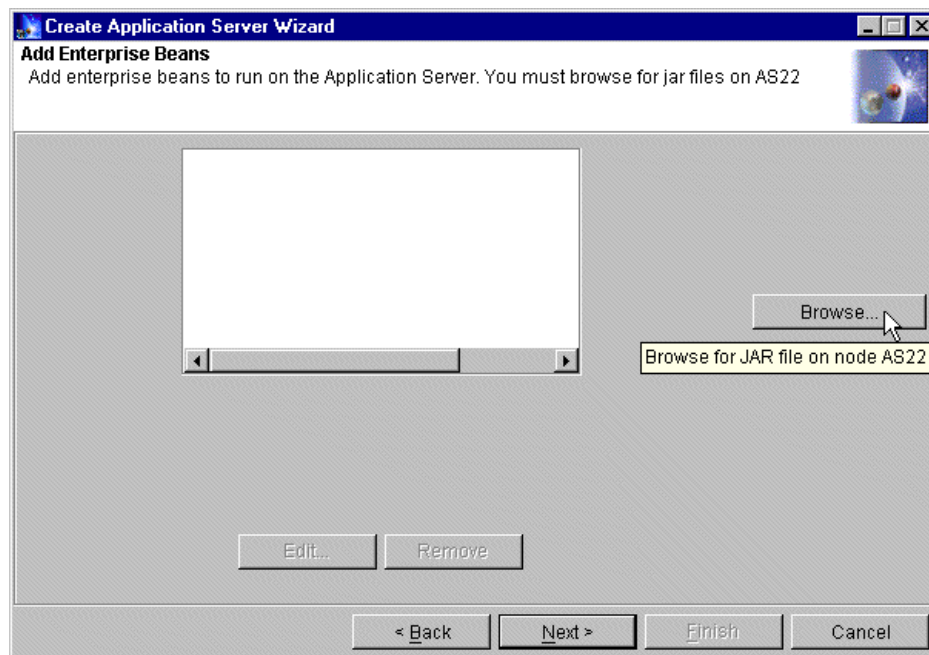 Create Application Server Wizard
Add Enterprise Beans
Add enterprise beans to run on the Application Server. You must browse for jar files on AS22
Browse...
Browse for JAR file on node AS22
Edit...
Remove
< Back
Next >
Finish
Cancel